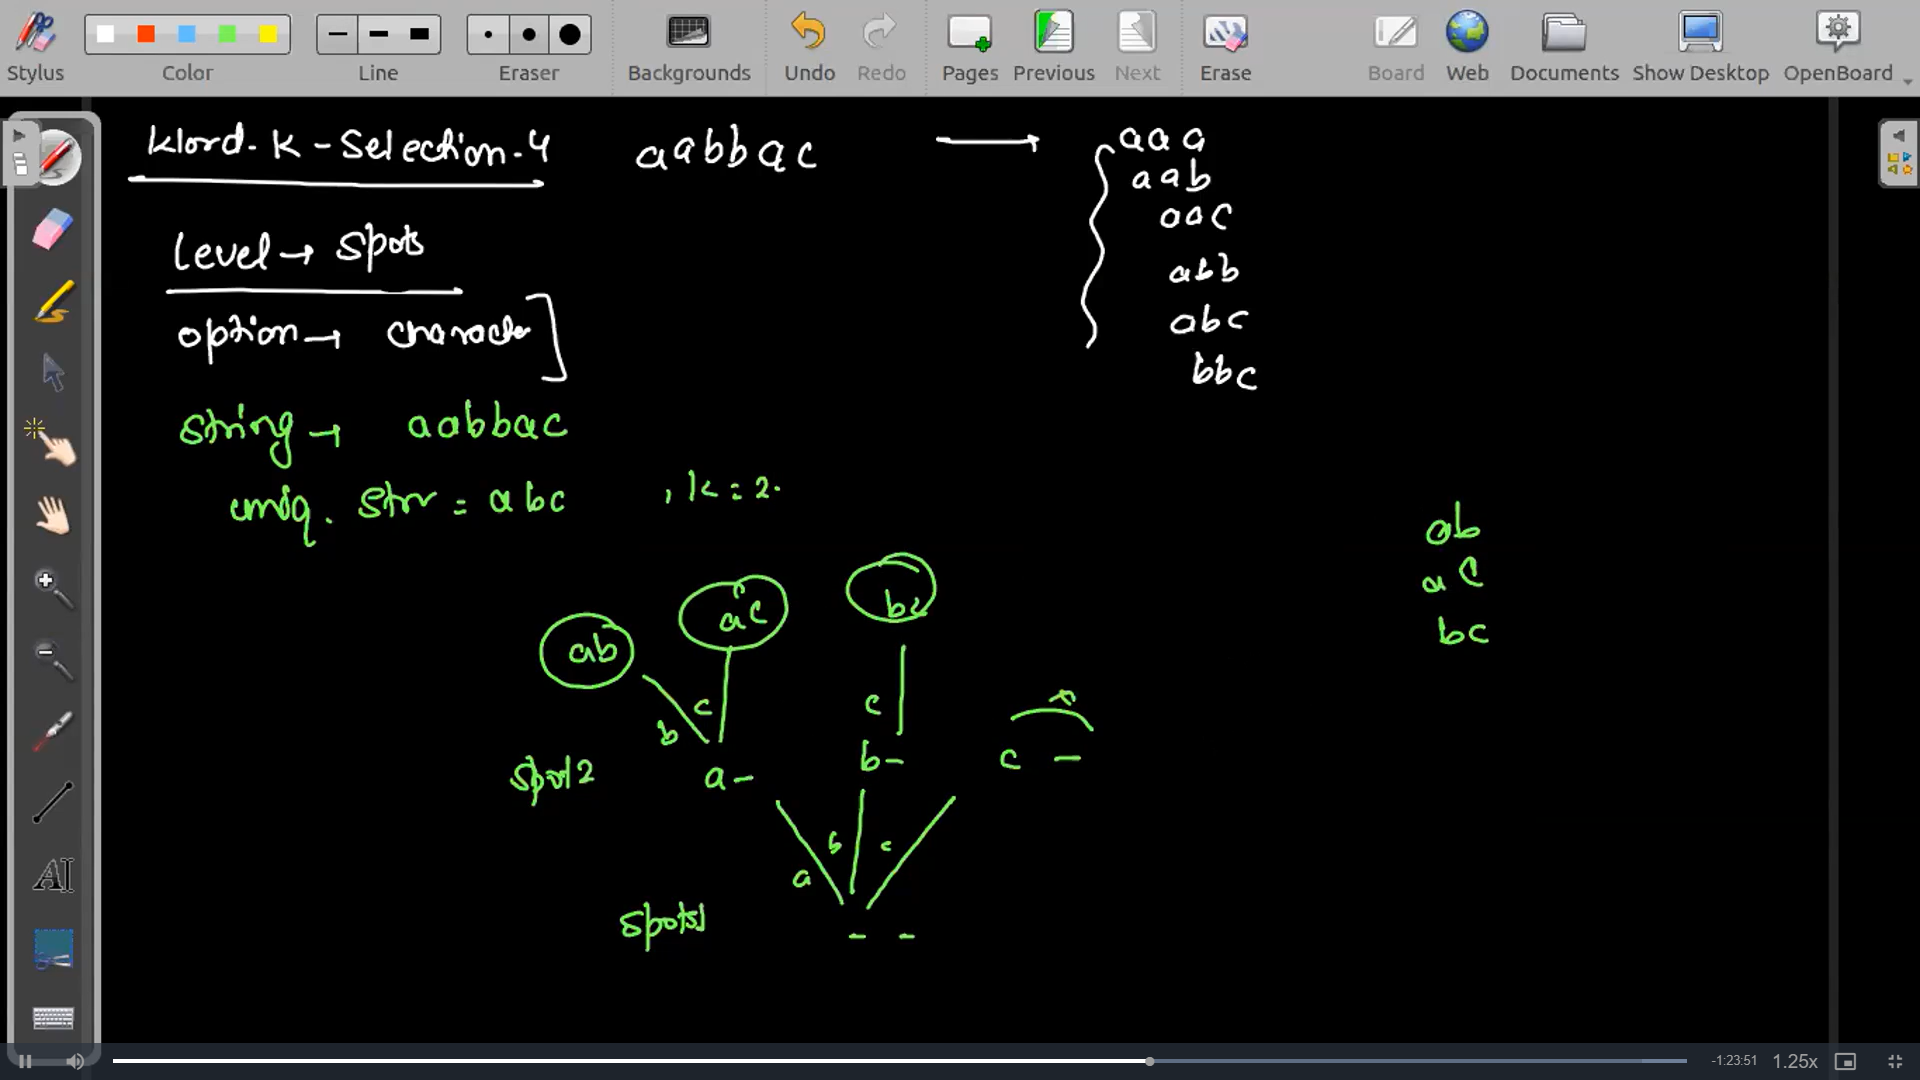 Stylus Color Line Eraser Backgrounds Undo Redo Pages Previous Next Erase Board Web Documents Show Desktop OpenBoard
klord-K-Selection-4 aabbac → aaa
aab
aac
abb
abc
bbc
level → spots
option → character
string → aabbac
uniq. str = abc , k = 2.
ab
ac
bc
ab ac bc
b c c x
spot2 a - b - c -
a b c
spots1 - -
-1:23:51 1.25x